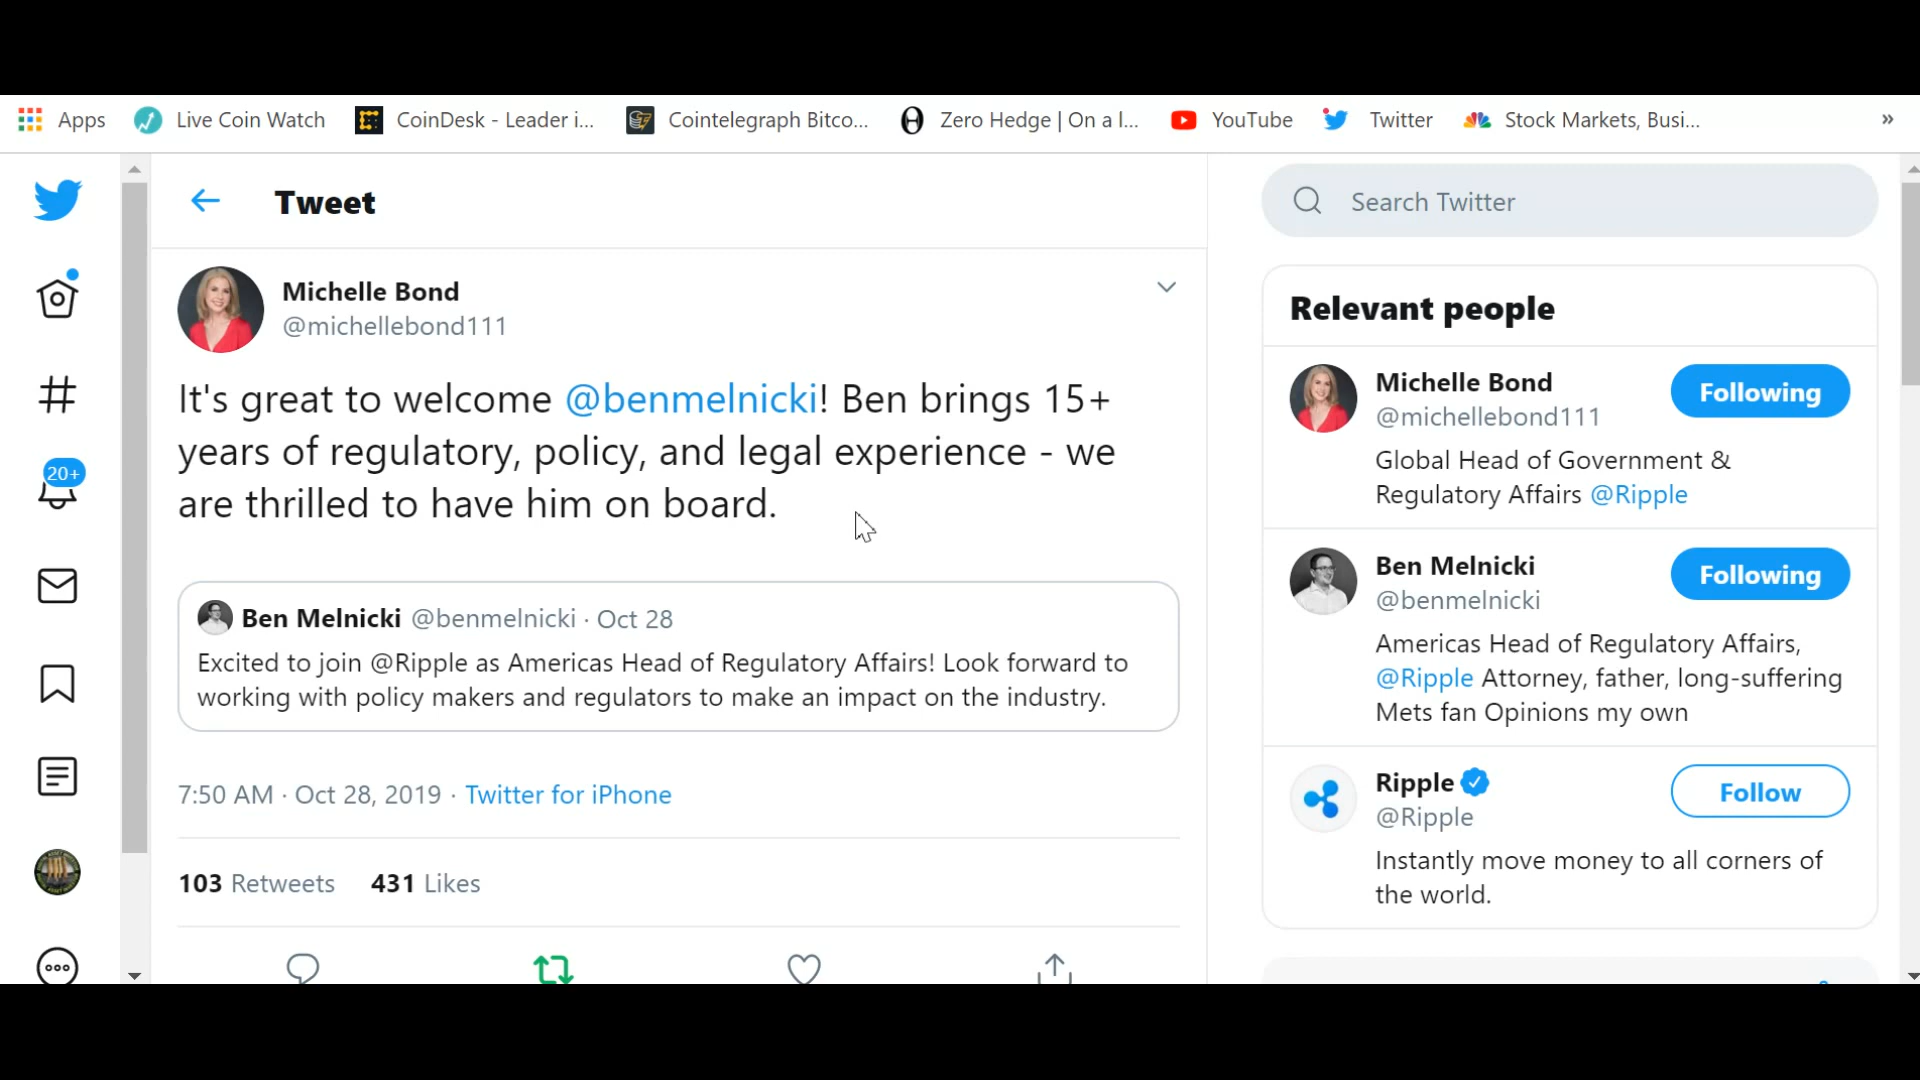 Apps Live Coin Watch CoinDesk - Leader i... Cointelegraph Bitco... Zero Hedge | On a l... YouTube Twitter Stock Markets, Busi... »
Tweet
Michelle Bond
@michellebond111
It's great to welcome @benmelnicki! Ben brings 15+
years of regulatory, policy, and legal experience - we
are thrilled to have him on board.
Ben Melnicki @benmelnicki · Oct 28
Excited to join @Ripple as Americas Head of Regulatory Affairs! Look forward to
working with policy makers and regulators to make an impact on the industry.
7:50 AM · Oct 28, 2019 · Twitter for iPhone
103 Retweets 431 Likes
20+
Search Twitter
Relevant people
Michelle Bond
Following
@michellebond111
Global Head of Government &
Regulatory Affairs @Ripple
Ben Melnicki
Following
@benmelnicki
Americas Head of Regulatory Affairs,
@Ripple Attorney, father, long-suffering
Mets fan Opinions my own
Ripple
Follow
@Ripple
Instantly move money to all corners of
the world.